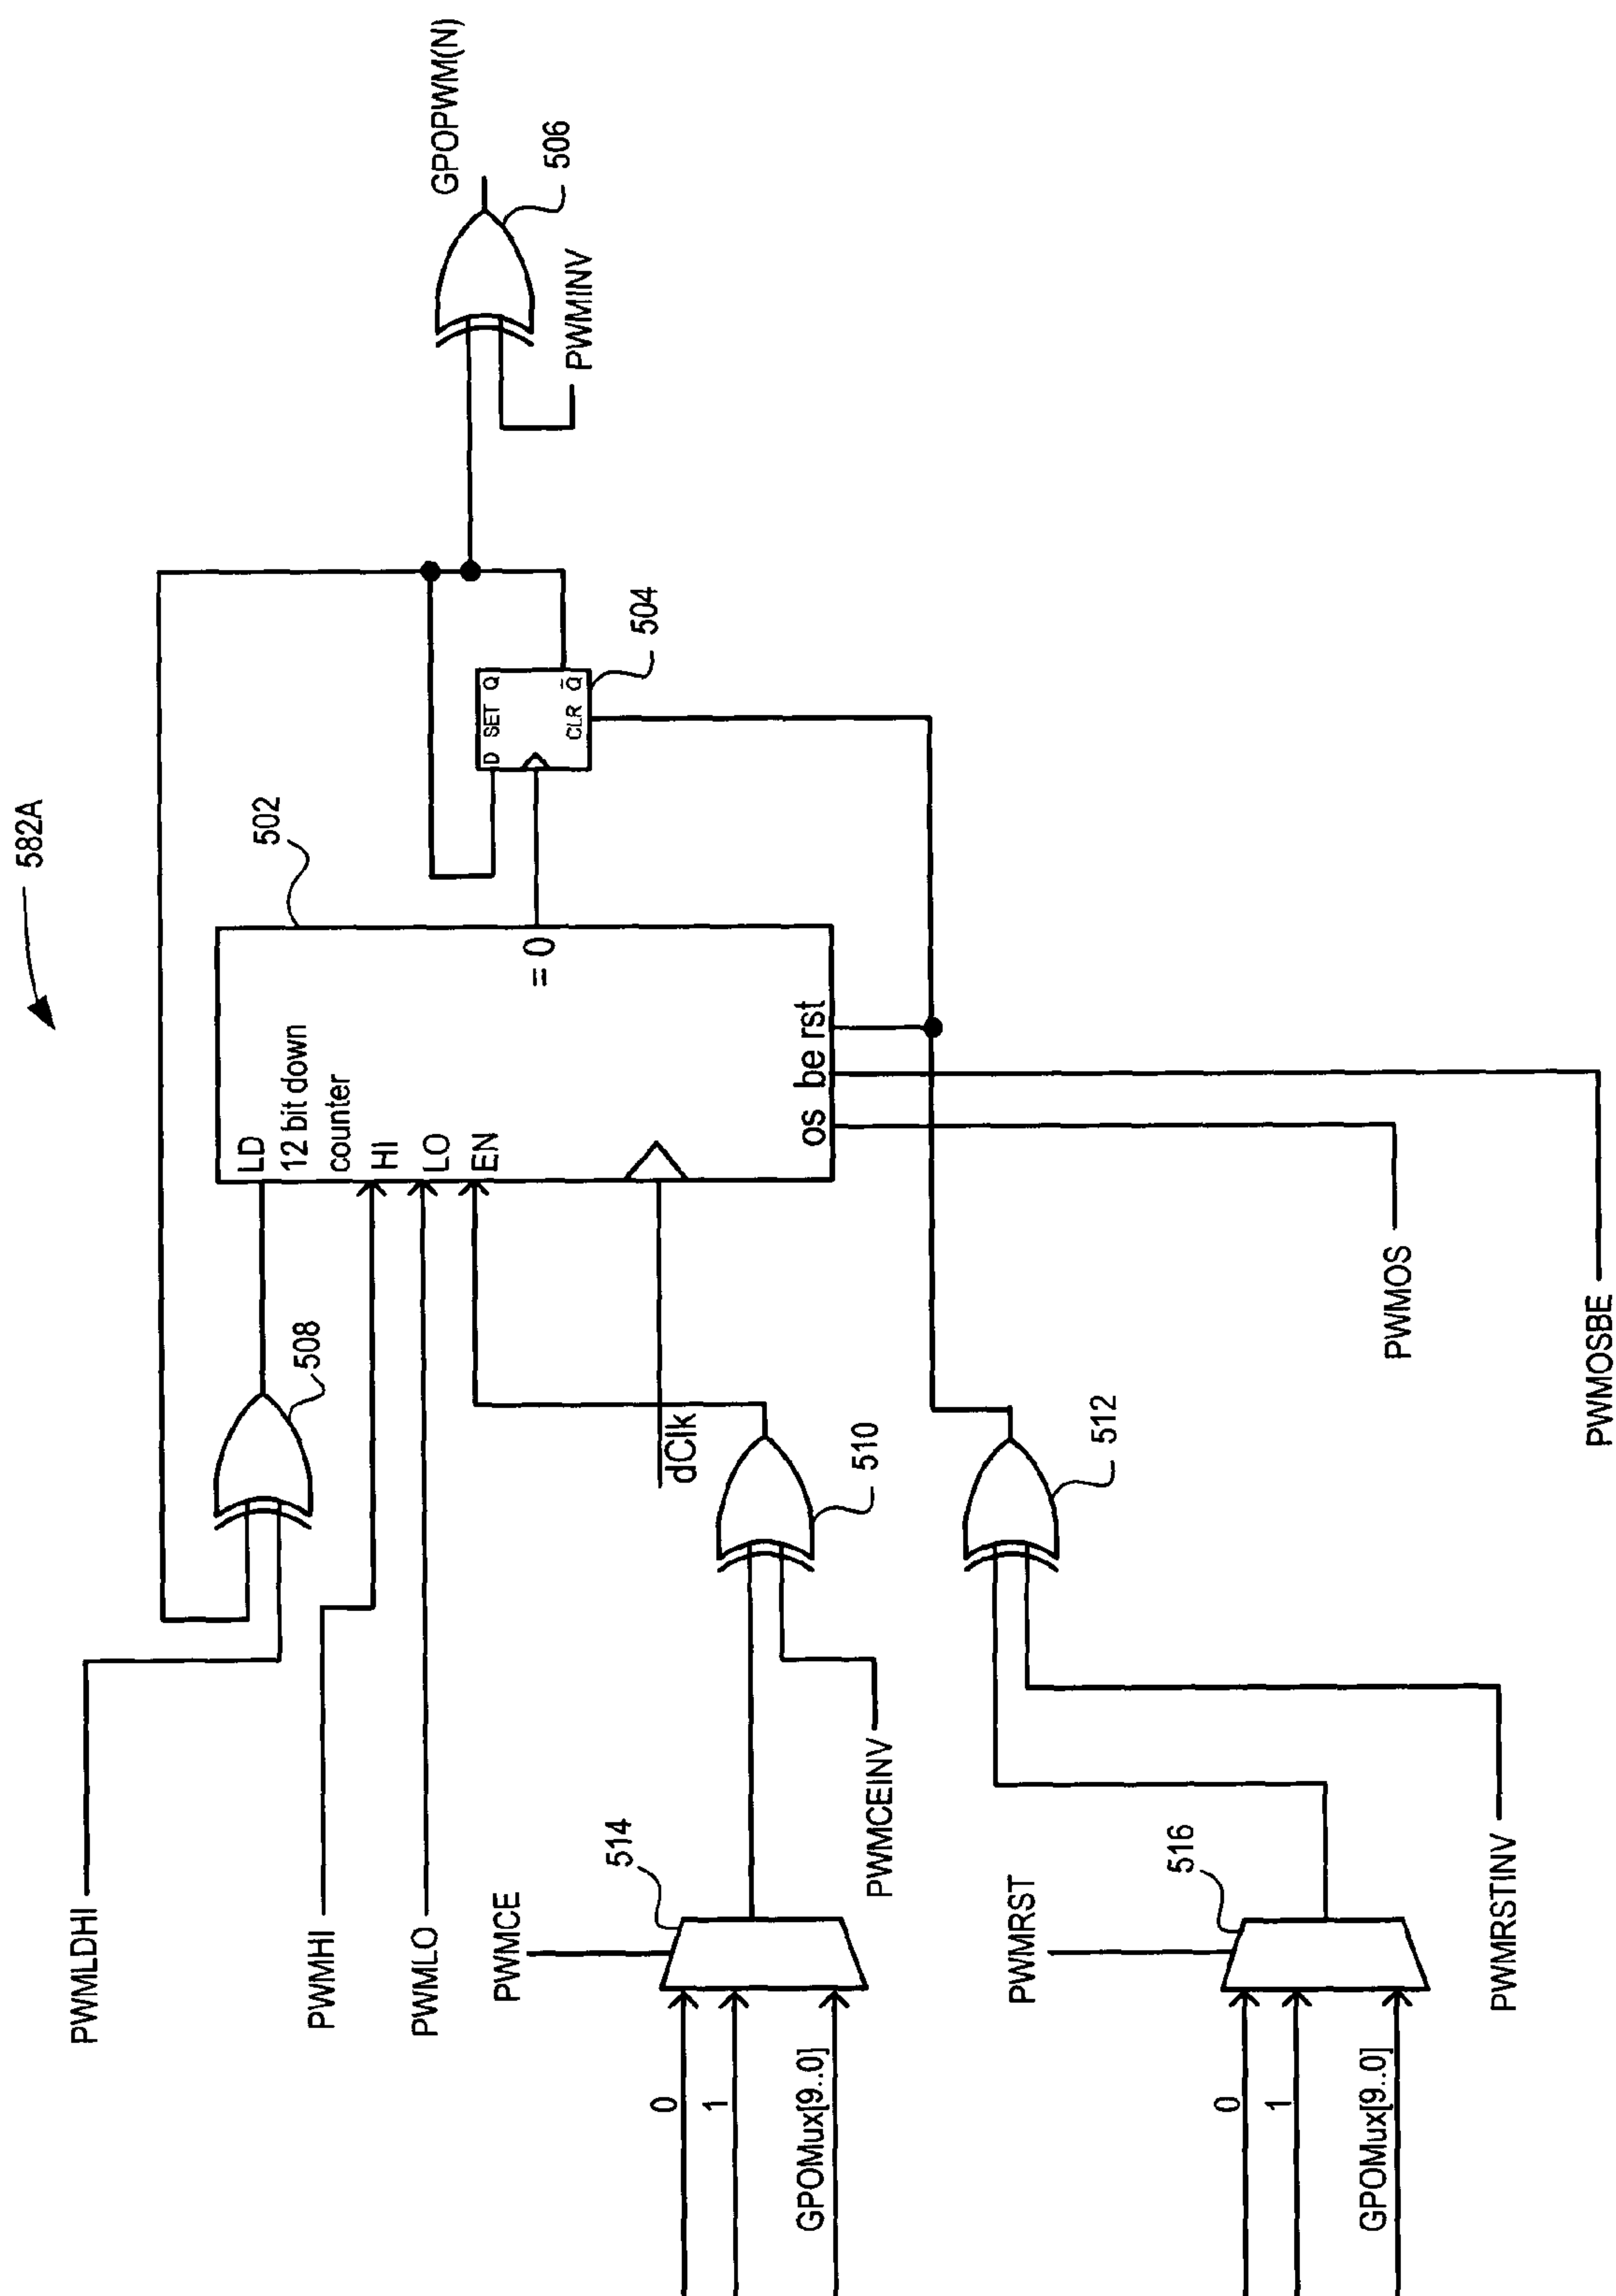 582A
PWMLDHI
PWMHI
PWMLO
508
LD
12 bit down
counter
HI
LO
EN
= 0
os be rst
502
D SET Q
CLR Q
504
GPOPWM(N)
506
PWMINV
dClk
PWMCE
514
0
1
GPOMux[9..0]
PWMCEINV
510
PWMRST
516
0
1
GPOMux[9..0]
PWMRSTINV
512
PWMOS
PWMOSBE